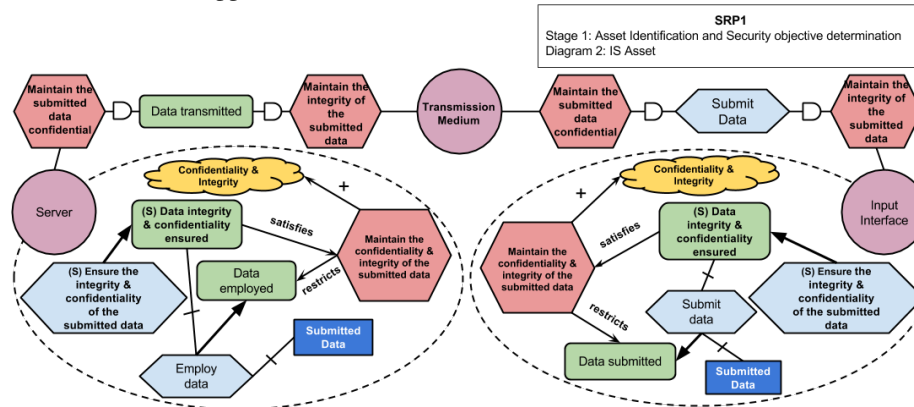 SRP1
Stage 1: Asset Identification and Security objective determination
Diagram 2: IS Asset
Maintain the
submitted
data
confidential
Data transmitted
Maintain the
integrity of
the
submitted
data
Transmission
Medium
Maintain the
submitted
data
confidential
Submit
Data
Maintain the
integrity of
the
submitted
data
Server
Confidentiality &
Integrity
+
(S) Data integrity
& confidentiality
ensured
satisfies
Maintain the
confidentiality &
integrity of the
submitted data
restricts
Data
employed
(S) Ensure the
integrity &
confidentiality
of the
submitted data
Employ
data
Submitted
Data
Confidentiality &
Integrity
+
(S) Data
integrity &
confidentiality
ensured
Input
Interface
satisfies
Maintain the
confidentiality &
integrity of the
submitted data
(S) Ensure the
integrity &
confidentiality
of the submitted
data
Submit
data
restricts
Data submitted
Submitted
Data